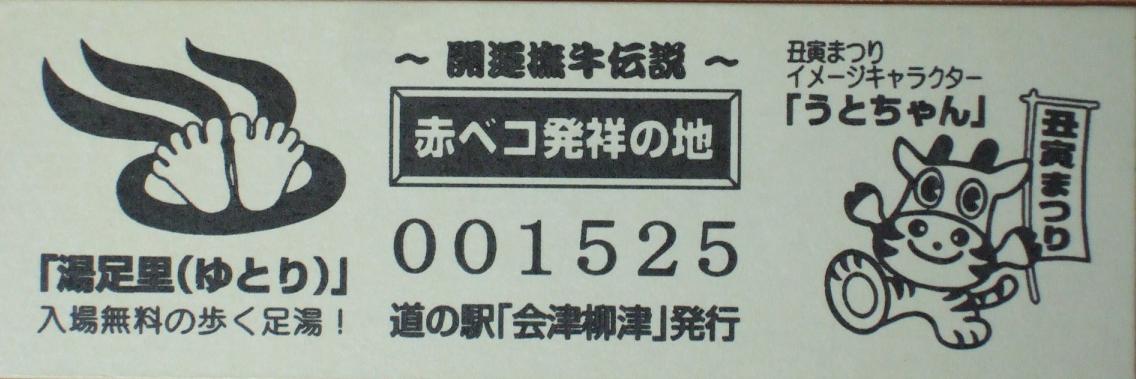 「湯足里(ゆとり)」
入場無料の歩く足湯!
~ 開運撫牛伝説 ~
赤ベコ発祥の地
001525
道の駅「会津柳津」発行
丑寅まつり
イメージキャラクター
「うとちゃん」
丑寅まつり